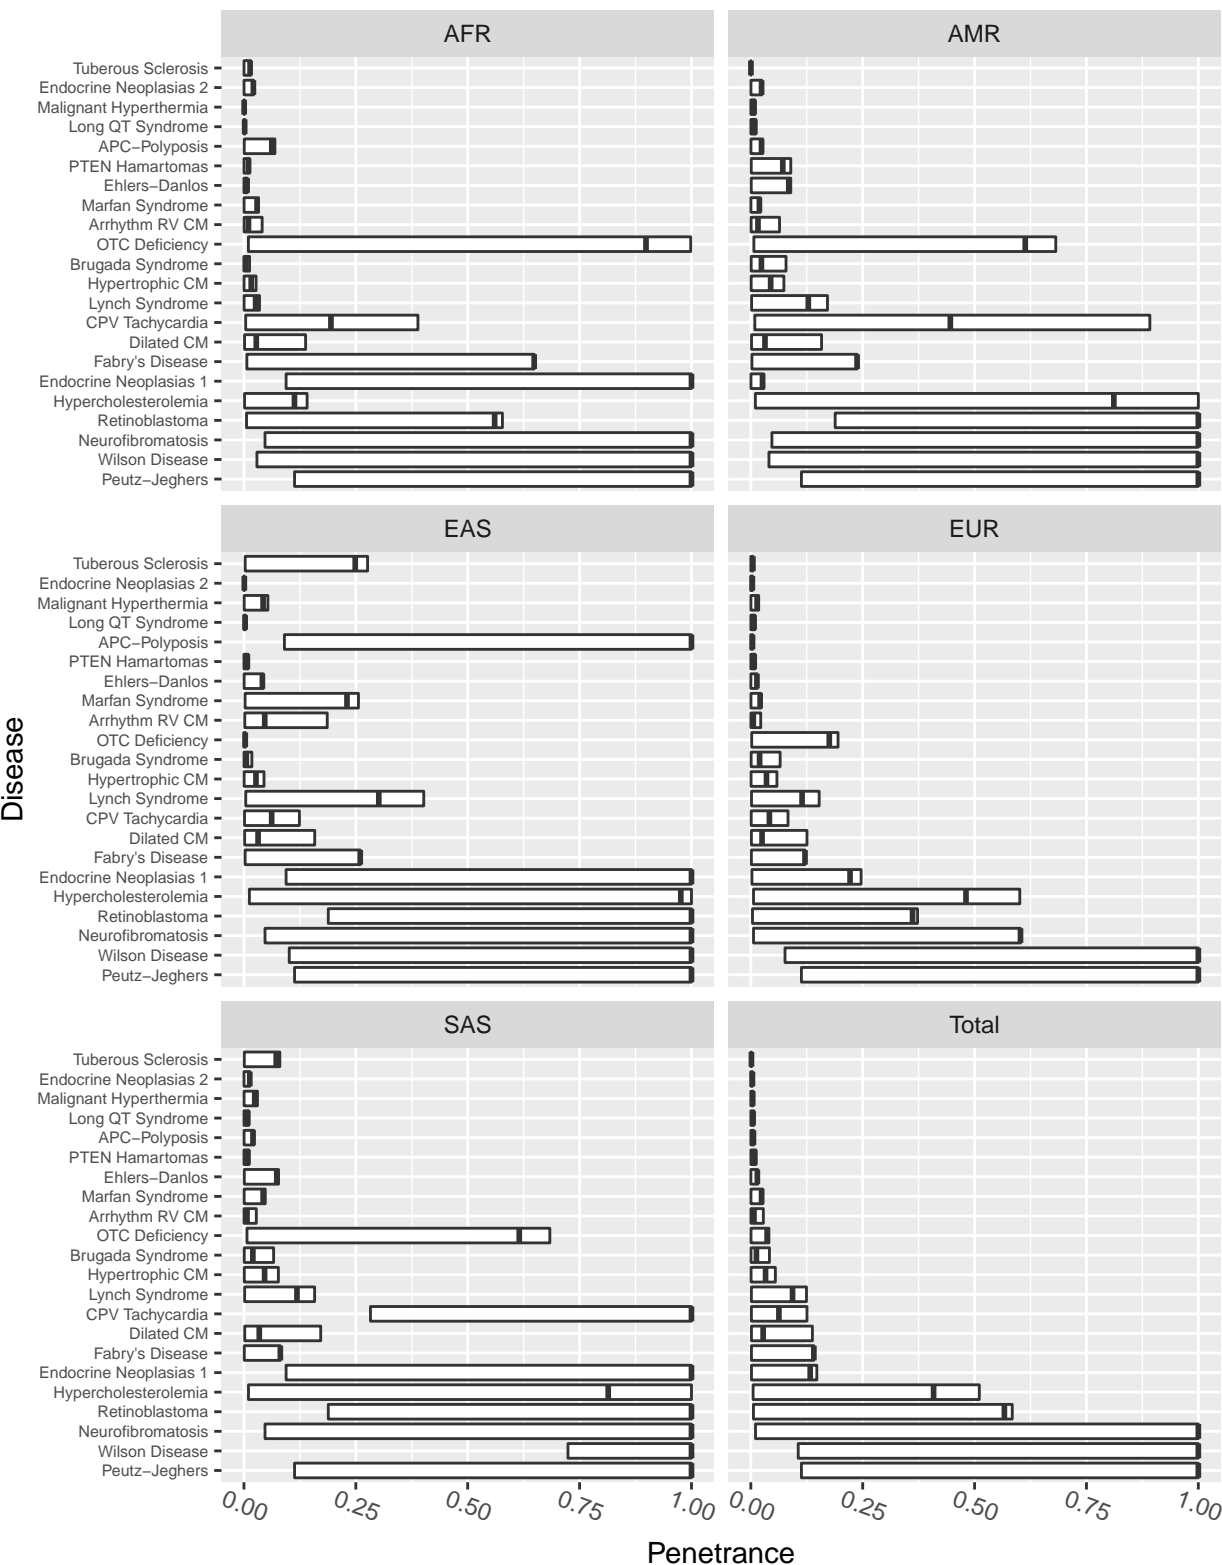 AFR AMR
Tuberous Sclerosis
Endocrine Neoplasias 2
Malignant Hyperthermia
Long QT Syndrome
APC−Polyposis
PTEN Hamartomas
Ehlers−Danlos
Marfan Syndrome
Arrhythm RV CM
OTC Deficiency
Brugada Syndrome
Hypertrophic CM
Lynch Syndrome
CPV Tachycardia
Dilated CM
Fabry's Disease
Endocrine Neoplasias 1
Hypercholesterolemia
Retinoblastoma
Neurofibromatosis
Wilson Disease
Peutz−Jeghers
EAS EUR
Tuberous Sclerosis
Endocrine Neoplasias 2
Malignant Hyperthermia
Long QT Syndrome
APC−Polyposis
PTEN Hamartomas
Ehlers−Danlos
Marfan Syndrome
Arrhythm RV CM
OTC Deficiency
Brugada Syndrome
Hypertrophic CM
Lynch Syndrome
CPV Tachycardia
Dilated CM
Fabry's Disease
Endocrine Neoplasias 1
Hypercholesterolemia
Retinoblastoma
Neurofibromatosis
Wilson Disease
Peutz−Jeghers
Disease
SAS Total
Tuberous Sclerosis
Endocrine Neoplasias 2
Malignant Hyperthermia
Long QT Syndrome
APC−Polyposis
PTEN Hamartomas
Ehlers−Danlos
Marfan Syndrome
Arrhythm RV CM
OTC Deficiency
Brugada Syndrome
Hypertrophic CM
Lynch Syndrome
CPV Tachycardia
Dilated CM
Fabry's Disease
Endocrine Neoplasias 1
Hypercholesterolemia
Retinoblastoma
Neurofibromatosis
Wilson Disease
Peutz−Jeghers
0.00 0.25 0.50 0.75 1.00 0.00 0.25 0.50 0.75 1.00
Penetrance